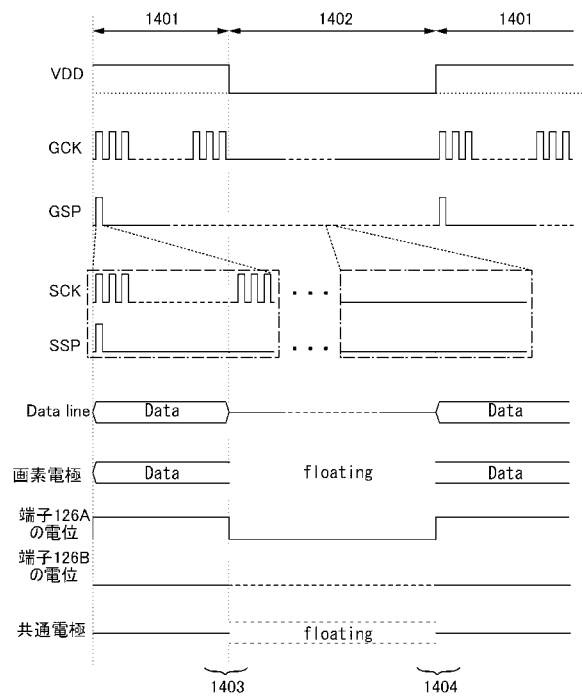 1401 1402 1401
VDD
GCK
GSP
SCK
SSP
Data line Data Data
画素電極 Data floating Data
端子126A
の電位
端子126B
の電位
共通電極 floating
1403 1404